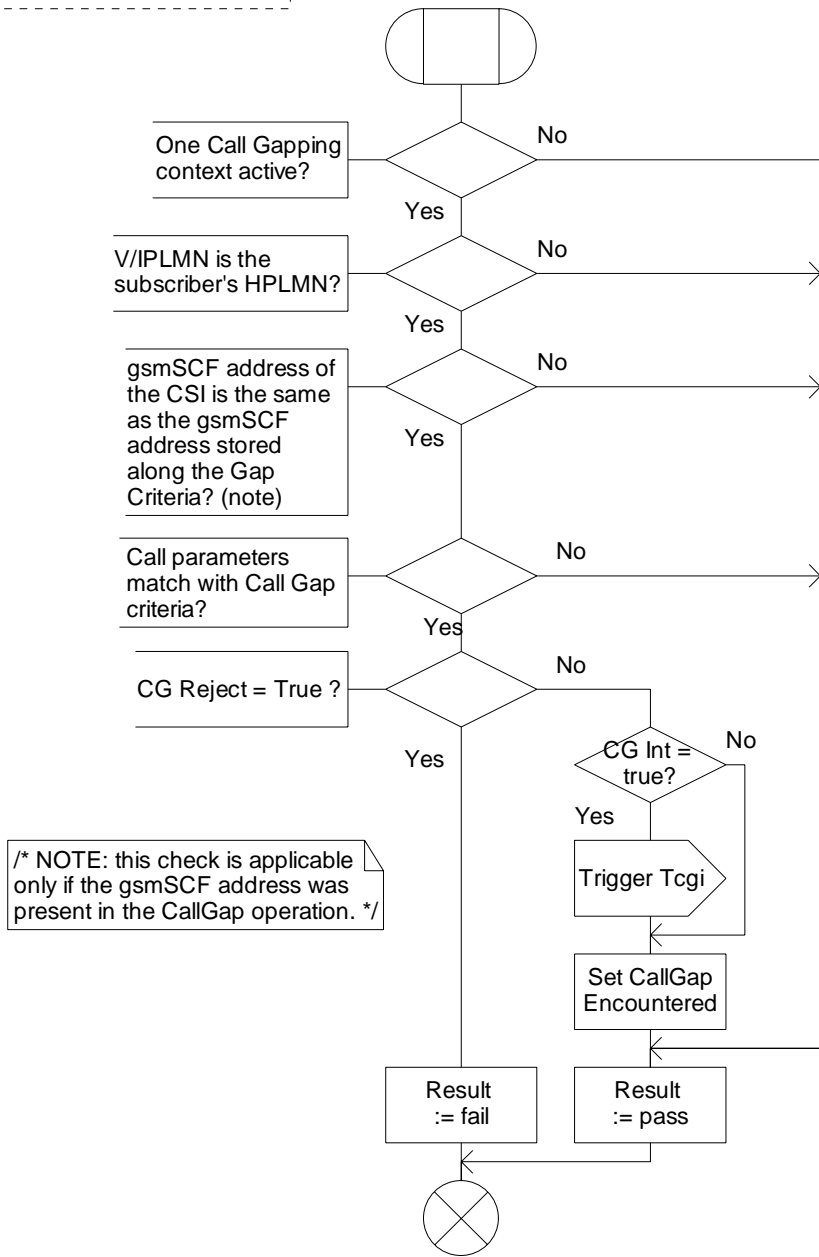 One Call Gapping
context active?
No
Yes
V/IPLMN is the
subscriber's HPLMN?
No
Yes
gsmSCF address of
the CSI is the same
as the gsmSCF
address stored
along the Gap
Criteria? (note)
No
Yes
Call parameters
match with Call Gap
criteria?
No
Yes
CG Reject = True ?
No
Yes
CG Int =
true?
No
Yes
Trigger Tcgi
/* NOTE: this check is applicable
only if the gsmSCF address was
present in the CallGap operation. */
Set CallGap
Encountered
Result
:= fail
Result
:= pass